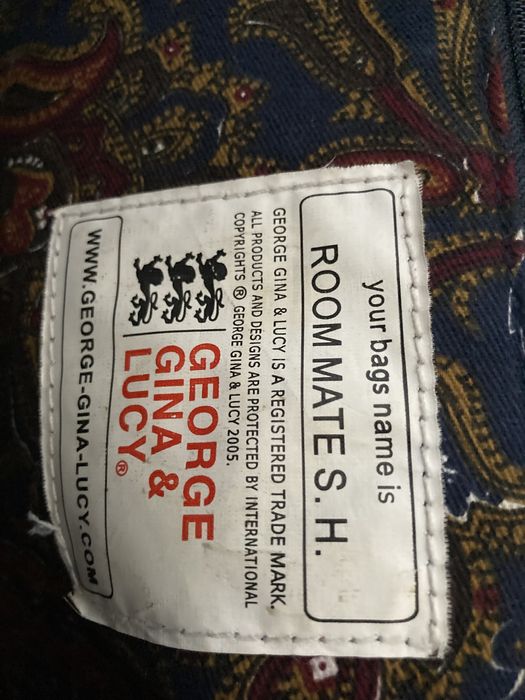 your bags name is
ROOM MATE S. H.
GEORGE GINA & LUCY IS A REGISTERED TRADE MARK.
ALL PRODUCTS AND DESIGNS ARE PROTECTED BY INTERNATIONAL
COPYRIGHTS ® GEORGE GINA & LUCY 2005.
GEORGE
GINA &
LUCY®
WWW.GEORGE-GINA-LUCY.COM